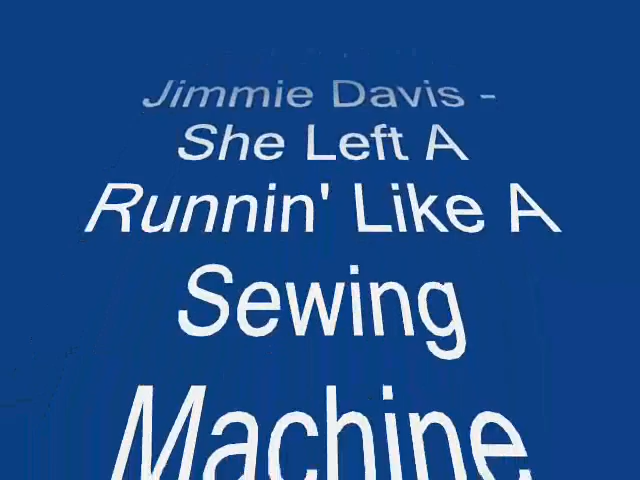 Jimmie Davis -
She Left A
Runnin' Like A
Sewing
Machine